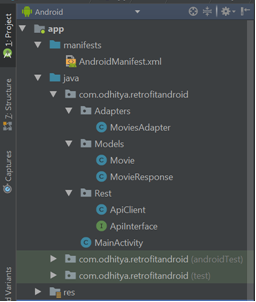 Android
app
manifests
AndroidManifest.xml
java
com.odhitya.retrofitandroid
Adapters
MoviesAdapter
Models
Movie
MovieResponse
Rest
ApiClient
ApiInterface
MainActivity
com.odhitya.retrofitandroid (androidTest)
com.odhitya.retrofitandroid (test)
res
1: Project
7: Structure
Captures
d Variants